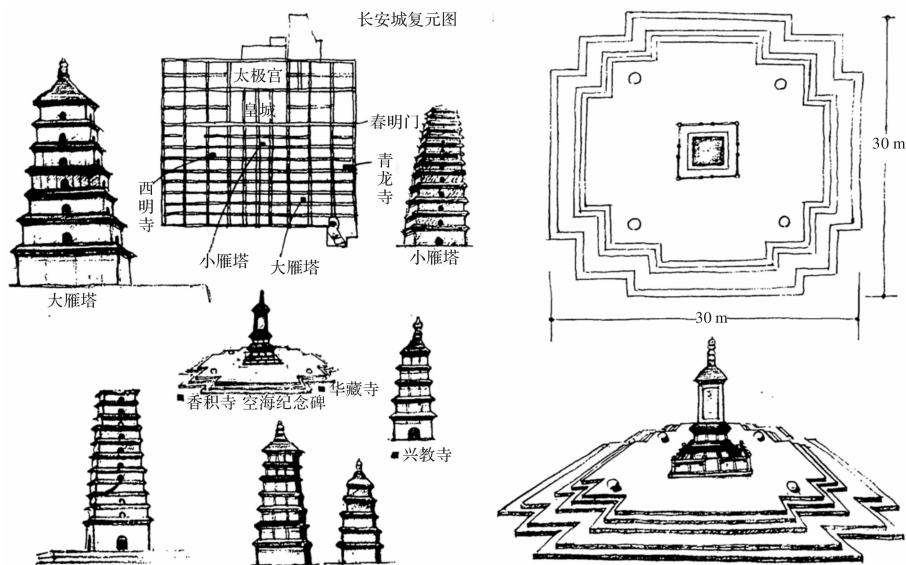 长安城复元图
太极宫
皇城
春明门
青龙寺
西明寺
小雁塔
大雁塔
小雁塔
大雁塔
30 m
30 m
香积寺 空海纪念碑
华藏寺
兴教寺